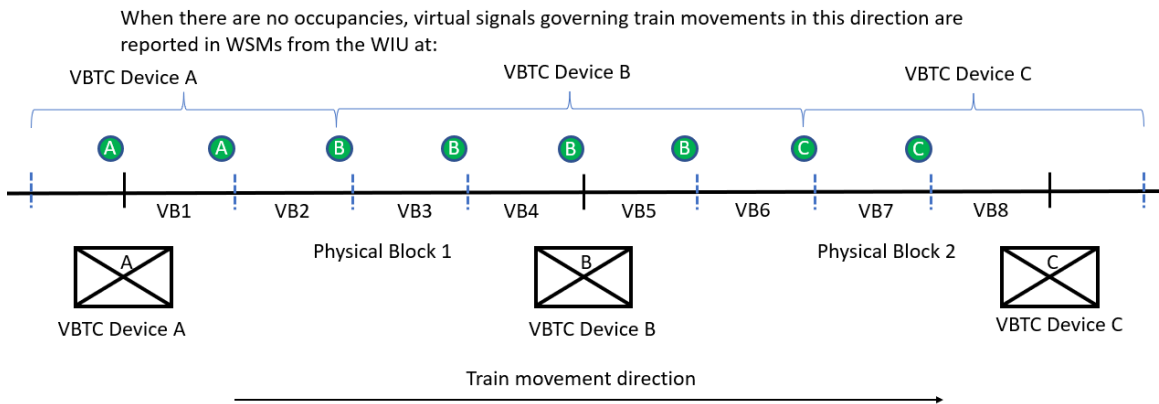 When there are no occupancies, virtual signals governing train movements in this direction are
reported in WSMs from the WIU at:
VBTC Device A
VBTC Device B
VBTC Device C
A
A
B
B
B
B
C
C
VB1
VB2
VB3
VB4
VB5
VB6
VB7
VB8
Physical Block 1
Physical Block 2
A
B
C
VBTC Device A
VBTC Device B
VBTC Device C
Train movement direction